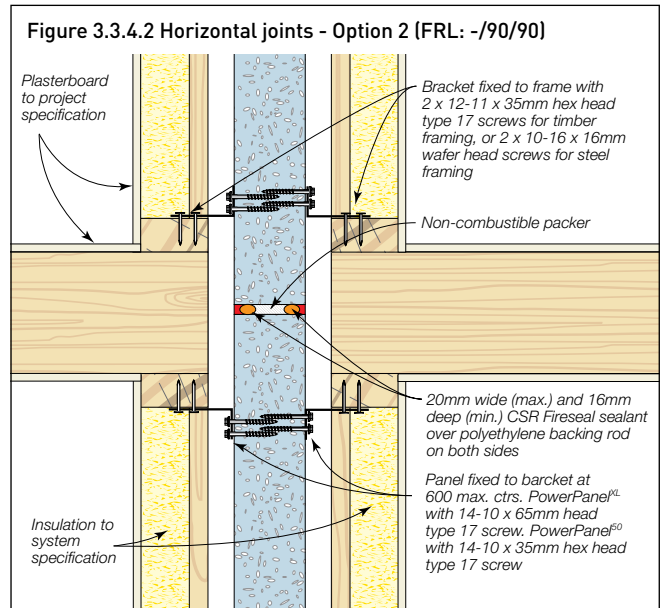 Figure 3.3.4.2 Horizontal joints - Option 2 (FRL: -/90/90)
Plasterboard
to project
specification
Bracket fixed to frame with
2 x 12-11 x 35mm hex head
type 17 screws for timber
framing, or 2 x 10-16 x 16mm
wafer head screws for steel
framing
Non-combustible packer
20mm wide (max.) and 16mm
deep (min.) CSR Fireseal sealant
over polyethylene backing rod
on both sides
Panel fixed to barcket at
600 max. ctrs. PowerPanelXL
with 14-10 x 65mm head
type 17 screw. PowerPanel50
with 14-10 x 35mm hex head
type 17 screw
Insulation to
system
specification